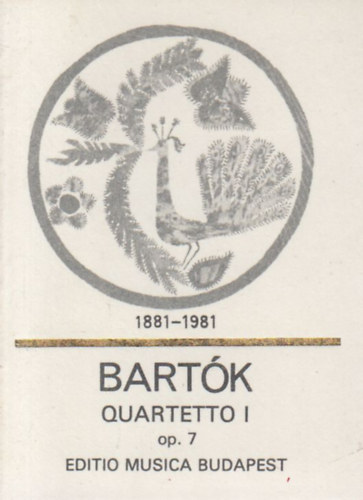 1881–1981
BARTÓK
QUARTETTO I
op. 7
EDITIO MUSICA BUDAPEST